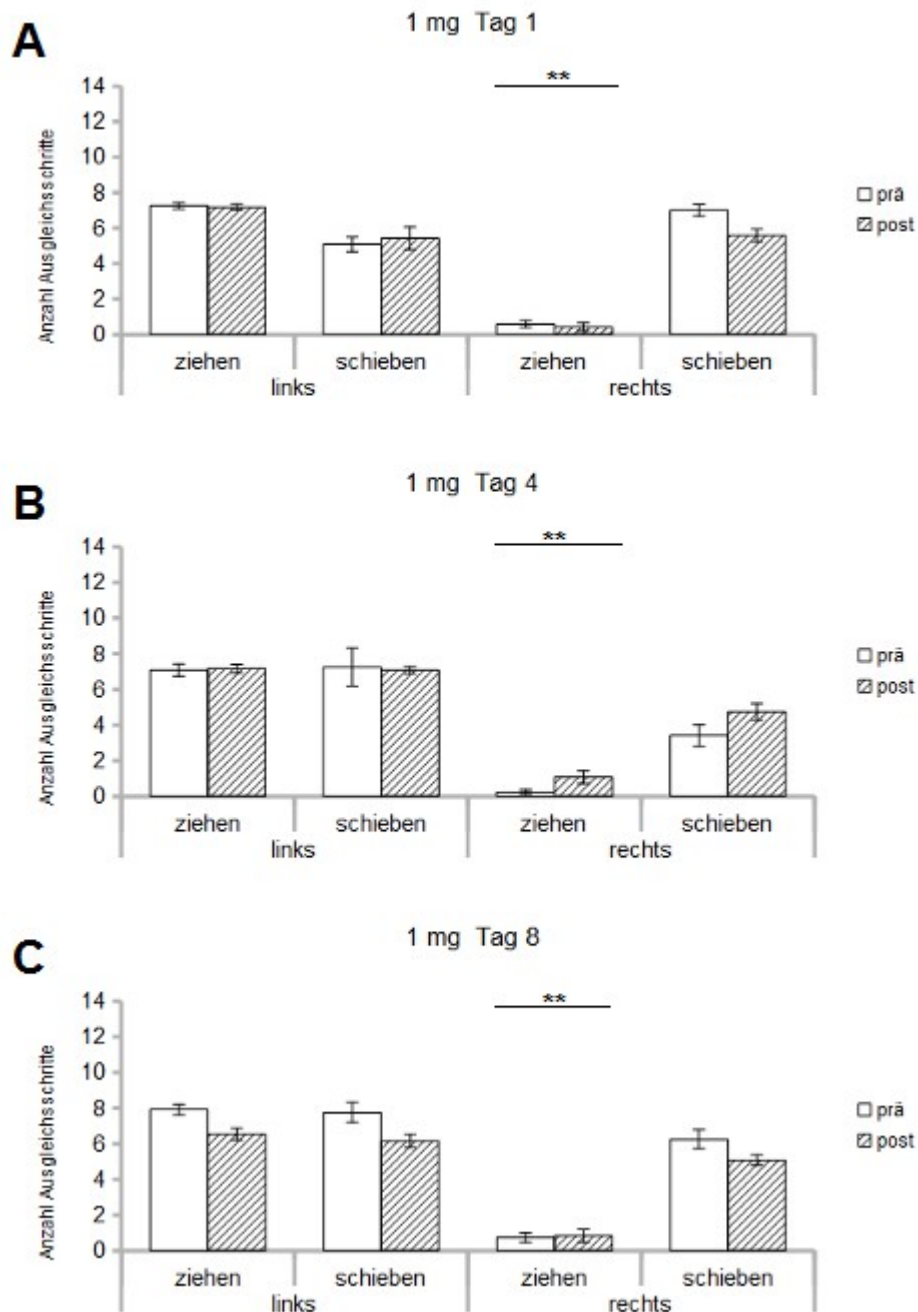 A
1 mg Tag 1
**
Anzahl Ausgleichsschritte
14
12
10
8
6
4
2
0
prä
post
ziehen schieben ziehen schieben
links rechts
B
1 mg Tag 4
**
Anzahl Ausgleichsschritte
14
12
10
8
6
4
2
0
prä
post
ziehen schieben ziehen schieben
links rechts
C
1 mg Tag 8
**
Anzahl Ausgleichsschritte
14
12
10
8
6
4
2
0
prä
post
ziehen schieben ziehen schieben
links rechts